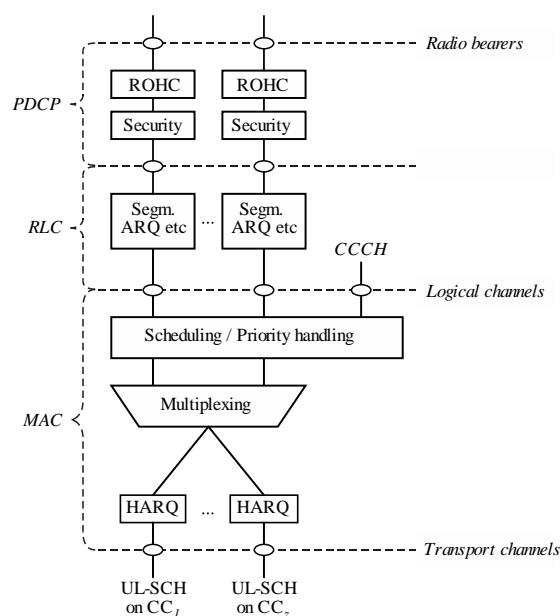 Radio bearers
ROHC ROHC
PDCP
Security Security
Segm. ARQ etc ... Segm. ARQ etc
RLC
CCCH
Logical channels
Scheduling / Priority handling
Multiplexing
MAC
HARQ ... HARQ
Transport channels
UL-SCH on CC1 UL-SCH on CCz